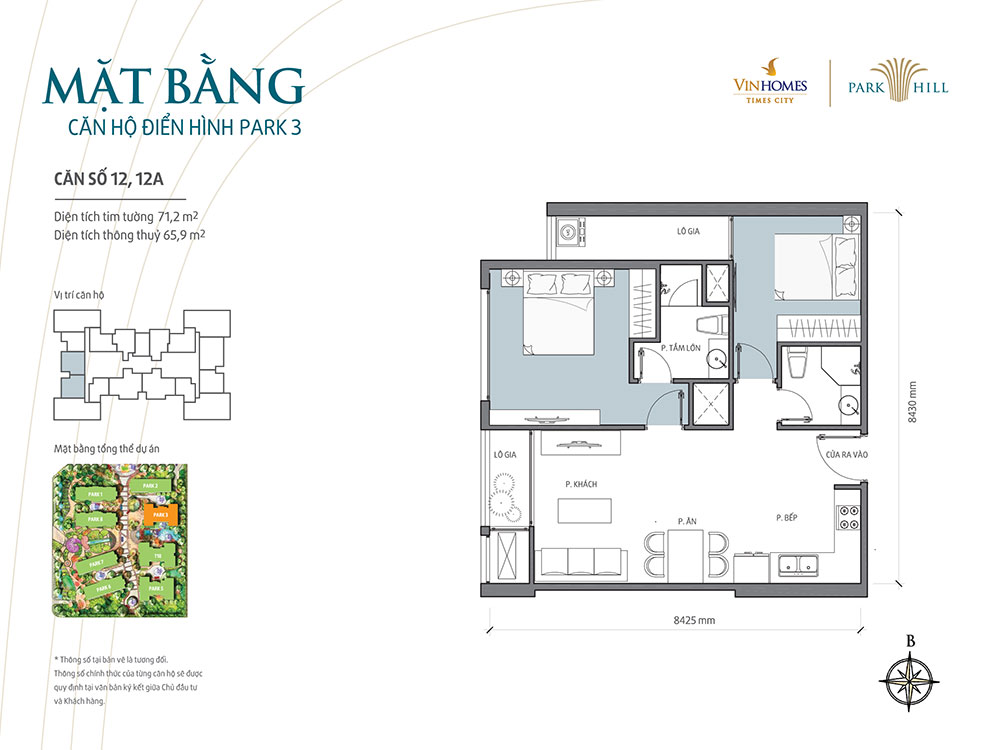 MẶT BẰNG
CĂN HỘ ĐIỂN HÌNH PARK 3
VINHOMES
TIMES CITY
PARK HILL
CĂN SỐ 12, 12A
Diện tích tim tường 71,2 m2
Diện tích thông thuỷ 65,9 m2
Vị trí căn hộ
Mặt bằng tổng thể dự án
PARK 1
PARK 2
PARK 3
PARK 8
T18
PARK 7
PARK 6
PARK 5
* Thông số tại bản vẽ là tương đối.
Thông số chính thức của từng căn hộ sẽ được
quy định tại văn bản ký kết giữa Chủ đầu tư
và Khách hàng.
LÔ GIA
P. TẮM LỚN
LÔ GIA
P. KHÁCH
P. ĂN
P. BẾP
CỬA RA VÀO
8430 mm
8425 mm
B